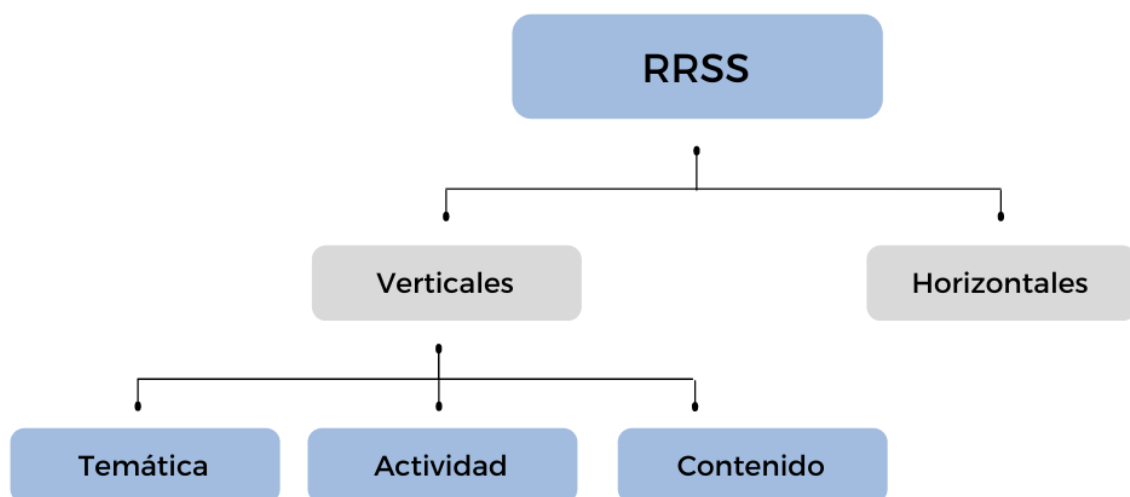 RRSS
Verticales
Horizontales
Temática
Actividad
Contenido